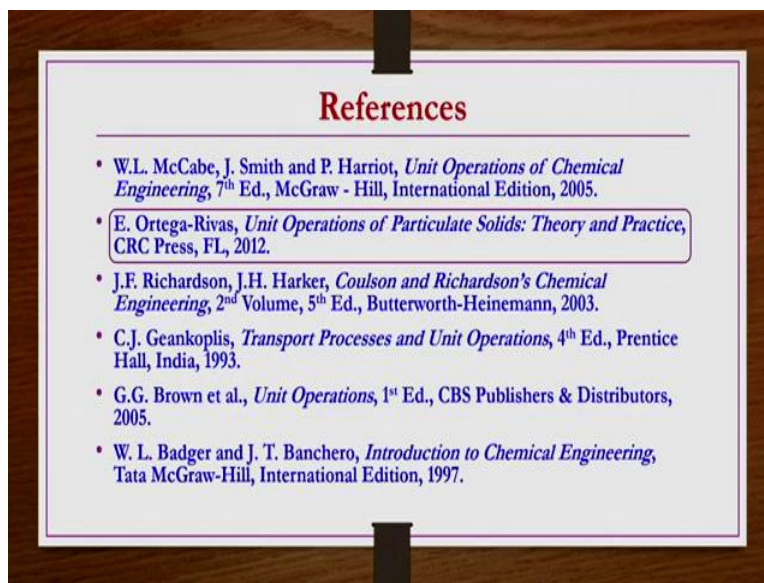 References
• W.L. McCabe, J. Smith and P. Harriot, Unit Operations of Chemical
Engineering, 7th Ed., McGraw - Hill, International Edition, 2005.
• E. Ortega-Rivas, Unit Operations of Particulate Solids: Theory and Practice,
CRC Press, FL, 2012.
• J.F. Richardson, J.H. Harker, Coulson and Richardson's Chemical
Engineering, 2nd Volume, 5th Ed., Butterworth-Heinemann, 2003.
• C.J. Geankoplis, Transport Processes and Unit Operations, 4th Ed., Prentice
Hall, India, 1993.
• G.G. Brown et al., Unit Operations, 1st Ed., CBS Publishers & Distributors,
2005.
• W. L. Badger and J. T. Banchero, Introduction to Chemical Engineering,
Tata McGraw-Hill, International Edition, 1997.